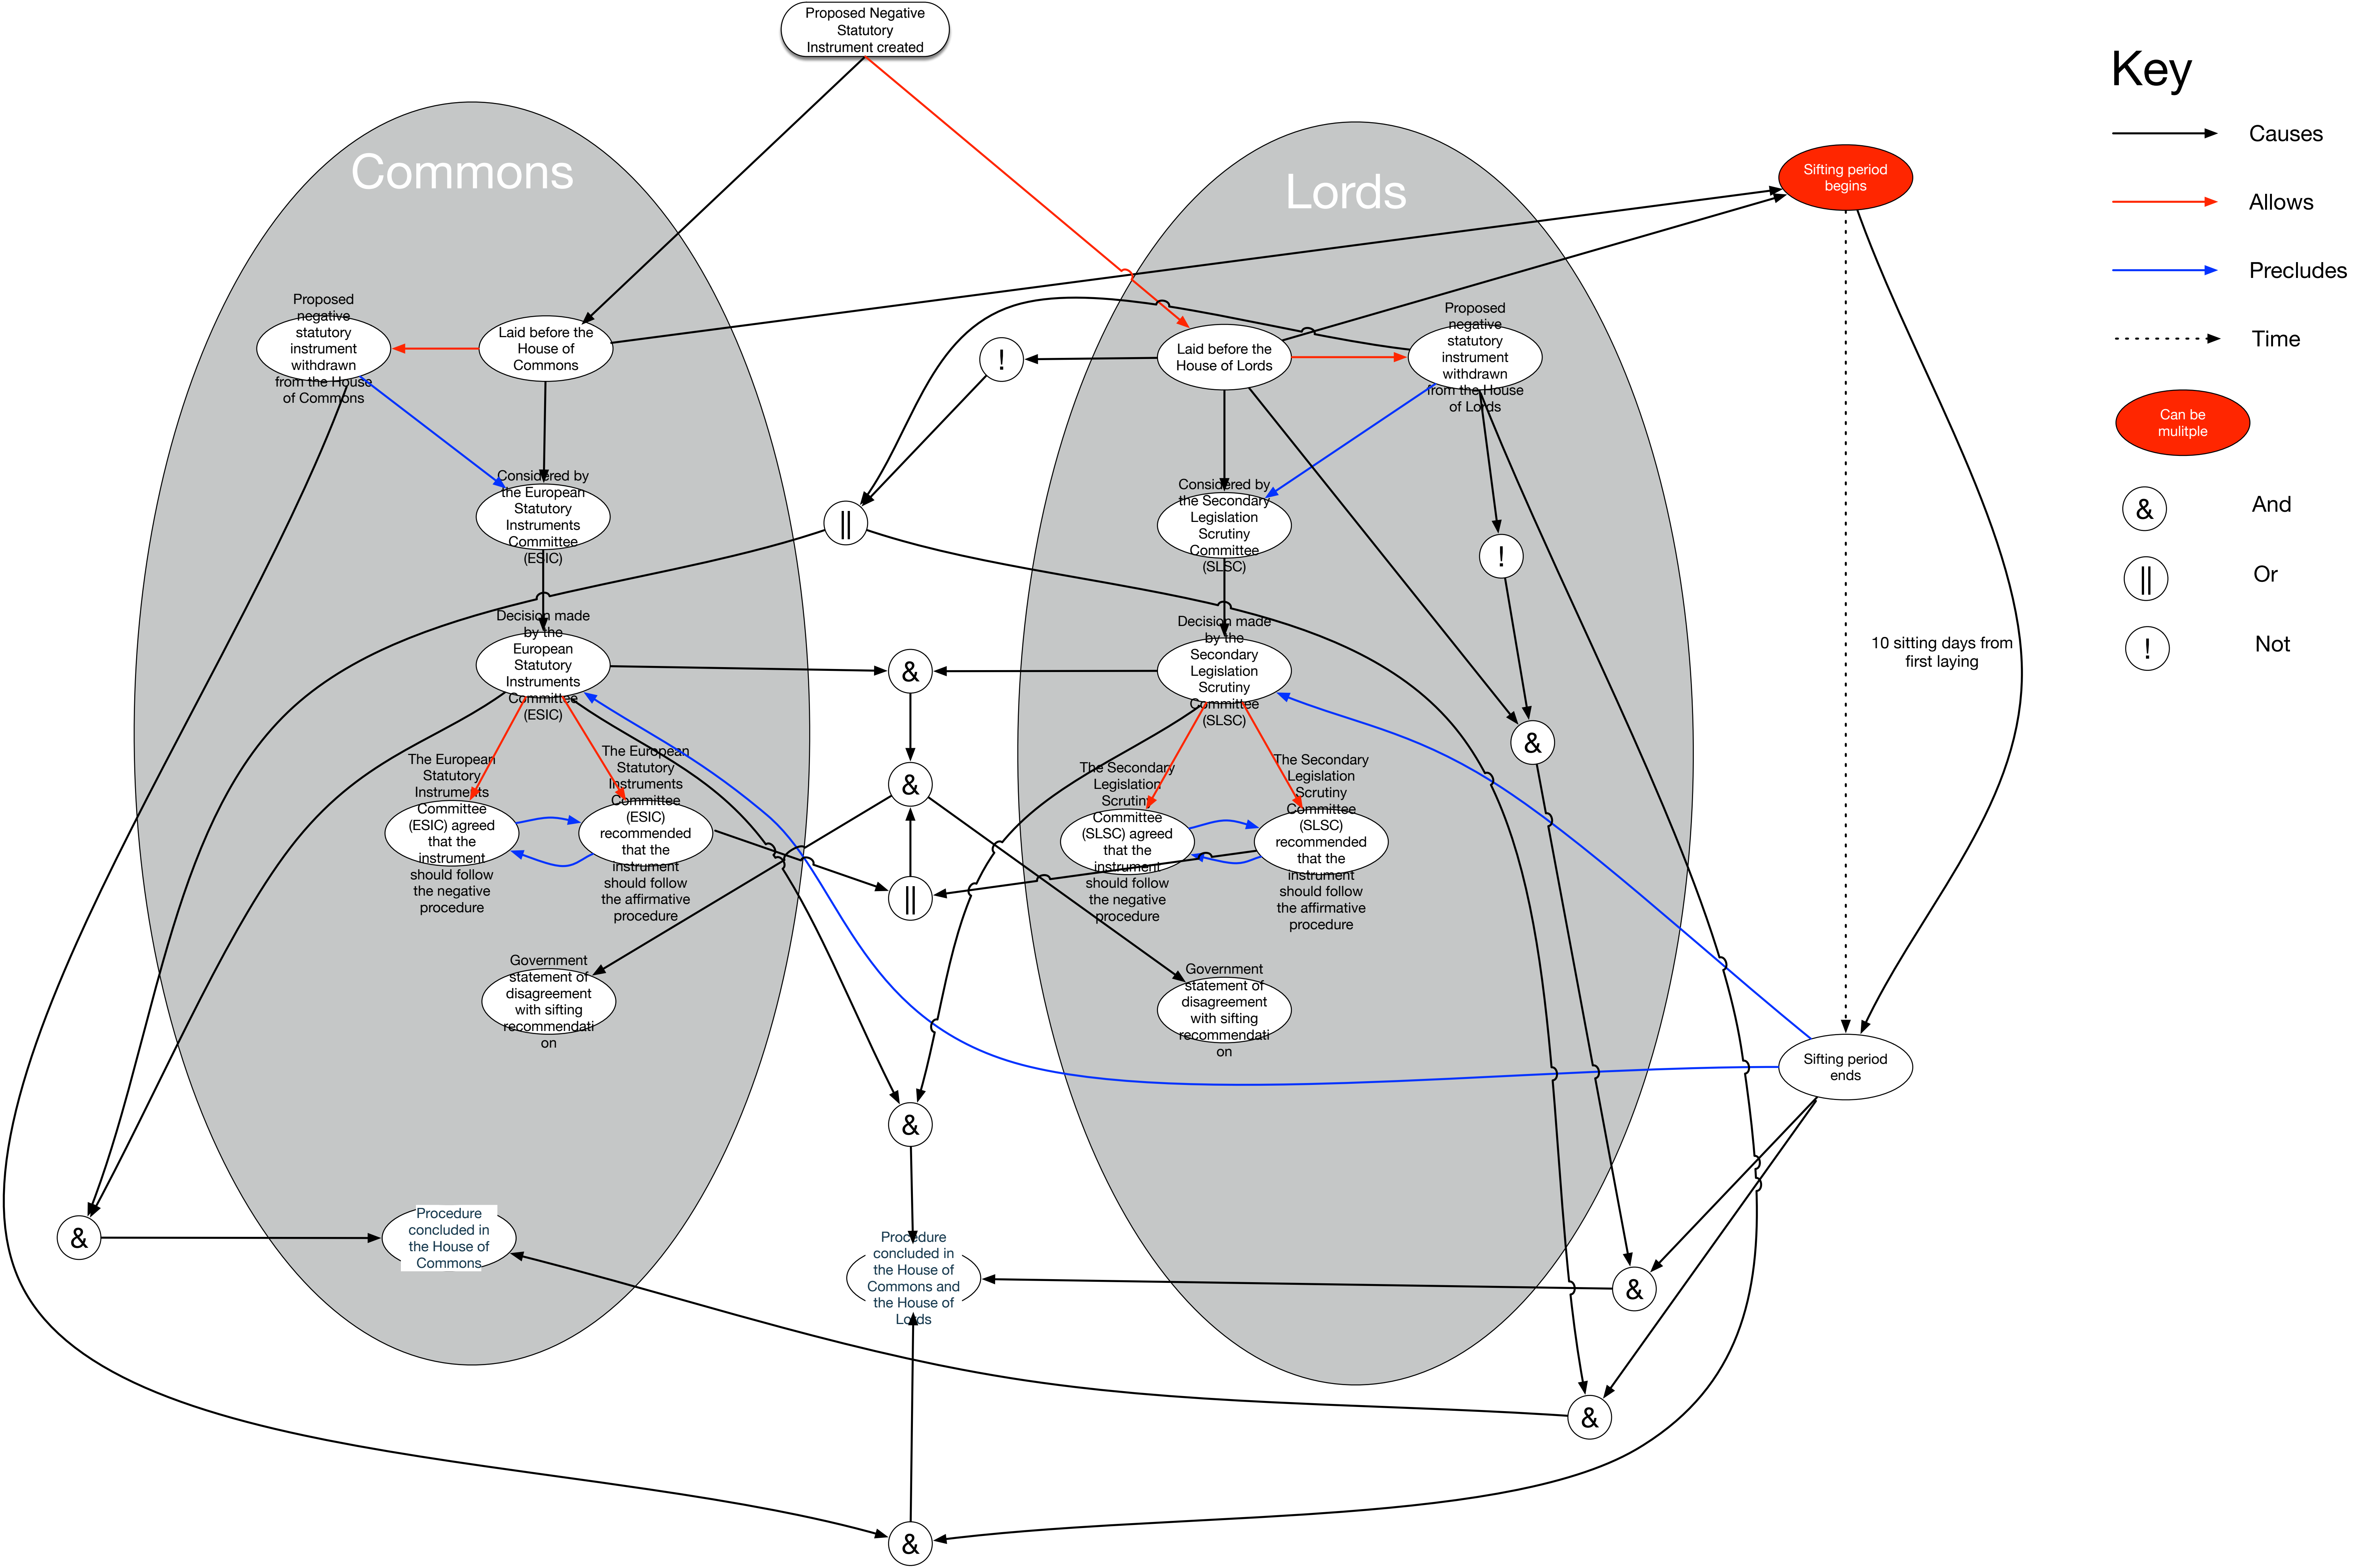 Proposed Negative
Statutory
Instrument created
Commons
Lords
Key
Causes
Allows
Precludes
Time
Can be
mulitple
&
And
||
Or
!
Not
Sifting period
begins
Proposed
negative
statutory
instrument
withdrawn
from the House
of Commons
Laid before the
House of
Commons
!
Laid before the
House of Lords
Proposed
negative
statutory
instrument
withdrawn
from the House
of Lords
Considered by
the European
Statutory
Instruments
Committee
(ESIC)
||
Considered by
the Secondary
Legislation
Scrutiny
Committee
(SLSC)
!
Decision made
by the
European
Statutory
Instruments
Committee
(ESIC)
&
Decision made
by the
Secondary
Legislation
Scrutiny
Committee
(SLSC)
10 sitting days from
first laying
&
The European
Statutory
Instruments
Committee
(ESIC) agreed
that the
instrument
should follow
the negative
procedure
The European
Statutory
Instruments
Committee
(ESIC)
recommended
that the
instrument
should follow
the affirmative
procedure
&
||
The Secondary
Legislation
Scrutiny
Committee
(SLSC) agreed
that the
instrument
should follow
the negative
procedure
The Secondary
Legislation
Scrutiny
Committee
(SLSC)
recommended
that the
instrument
should follow
the affirmative
procedure
Government
statement of
disagreement
with sifting
recommendati
on
Government
statement of
disagreement
with sifting
recommendati
on
Sifting period
ends
&
&
Procedure
concluded in
the House of
Commons
Procedure
concluded in
the House of
Commons and
the House of
Lords
&
&
&